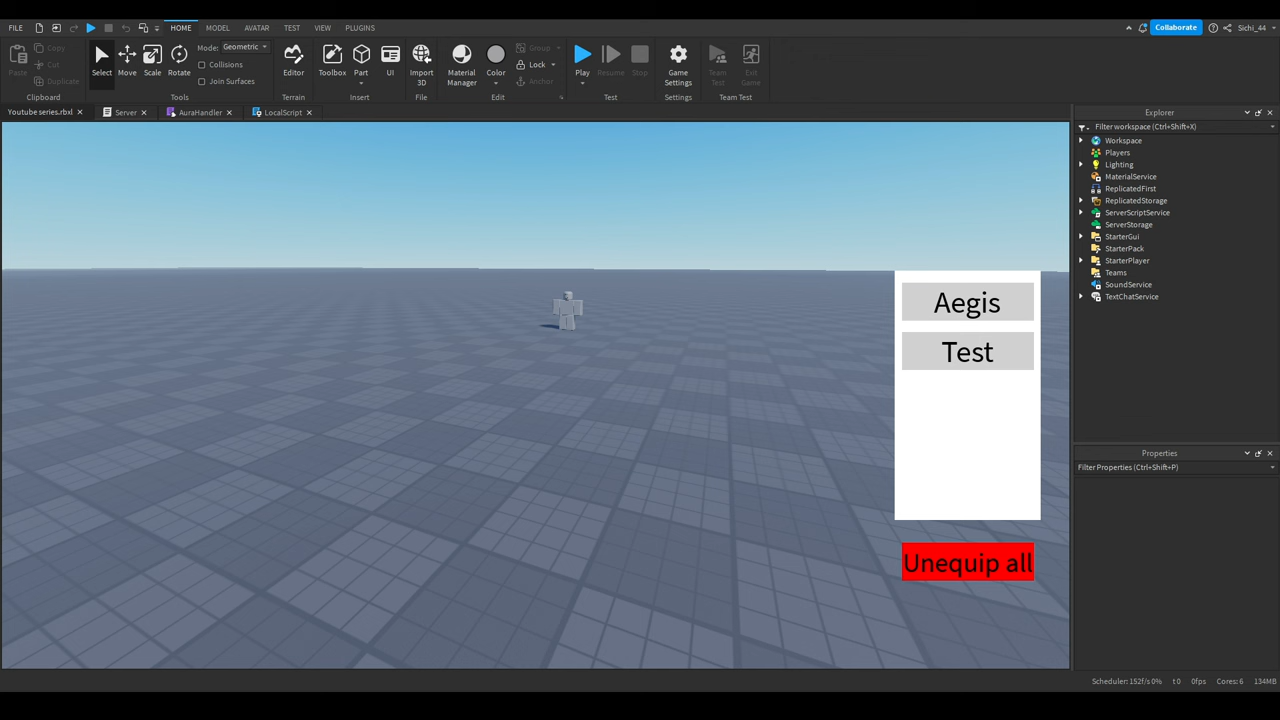 FILE HOME MODEL AVATAR TEST VIEW PLUGINS Collaborate Sichi_44
Paste Copy Cut Duplicate Clipboard
Select Move Scale Rotate Mode: Geometric Collisions Join Surfaces Tools
Editor Terrain
Toolbox Part UI Insert
Import 3D File
Material Manager Color Group Lock Anchor Edit
Play Resume Stop Test
Game Settings Settings
Team Test Exit Game Team Test
Youtube series.rbxl Server AuraHandler LocalScript
Explorer
Filter workspace (Ctrl+Shift+X)
Workspace
Players
Lighting
MaterialService
ReplicatedFirst
ReplicatedStorage
ServerScriptService
ServerStorage
StarterGui
StarterPack
StarterPlayer
Teams
SoundService
TextChatService
Aegis
Test
Unequip all
Properties
Filter Properties (Ctrl+Shift+P)
Scheduler: 152f/s 0% t 0 0fps Cores: 6 134MB